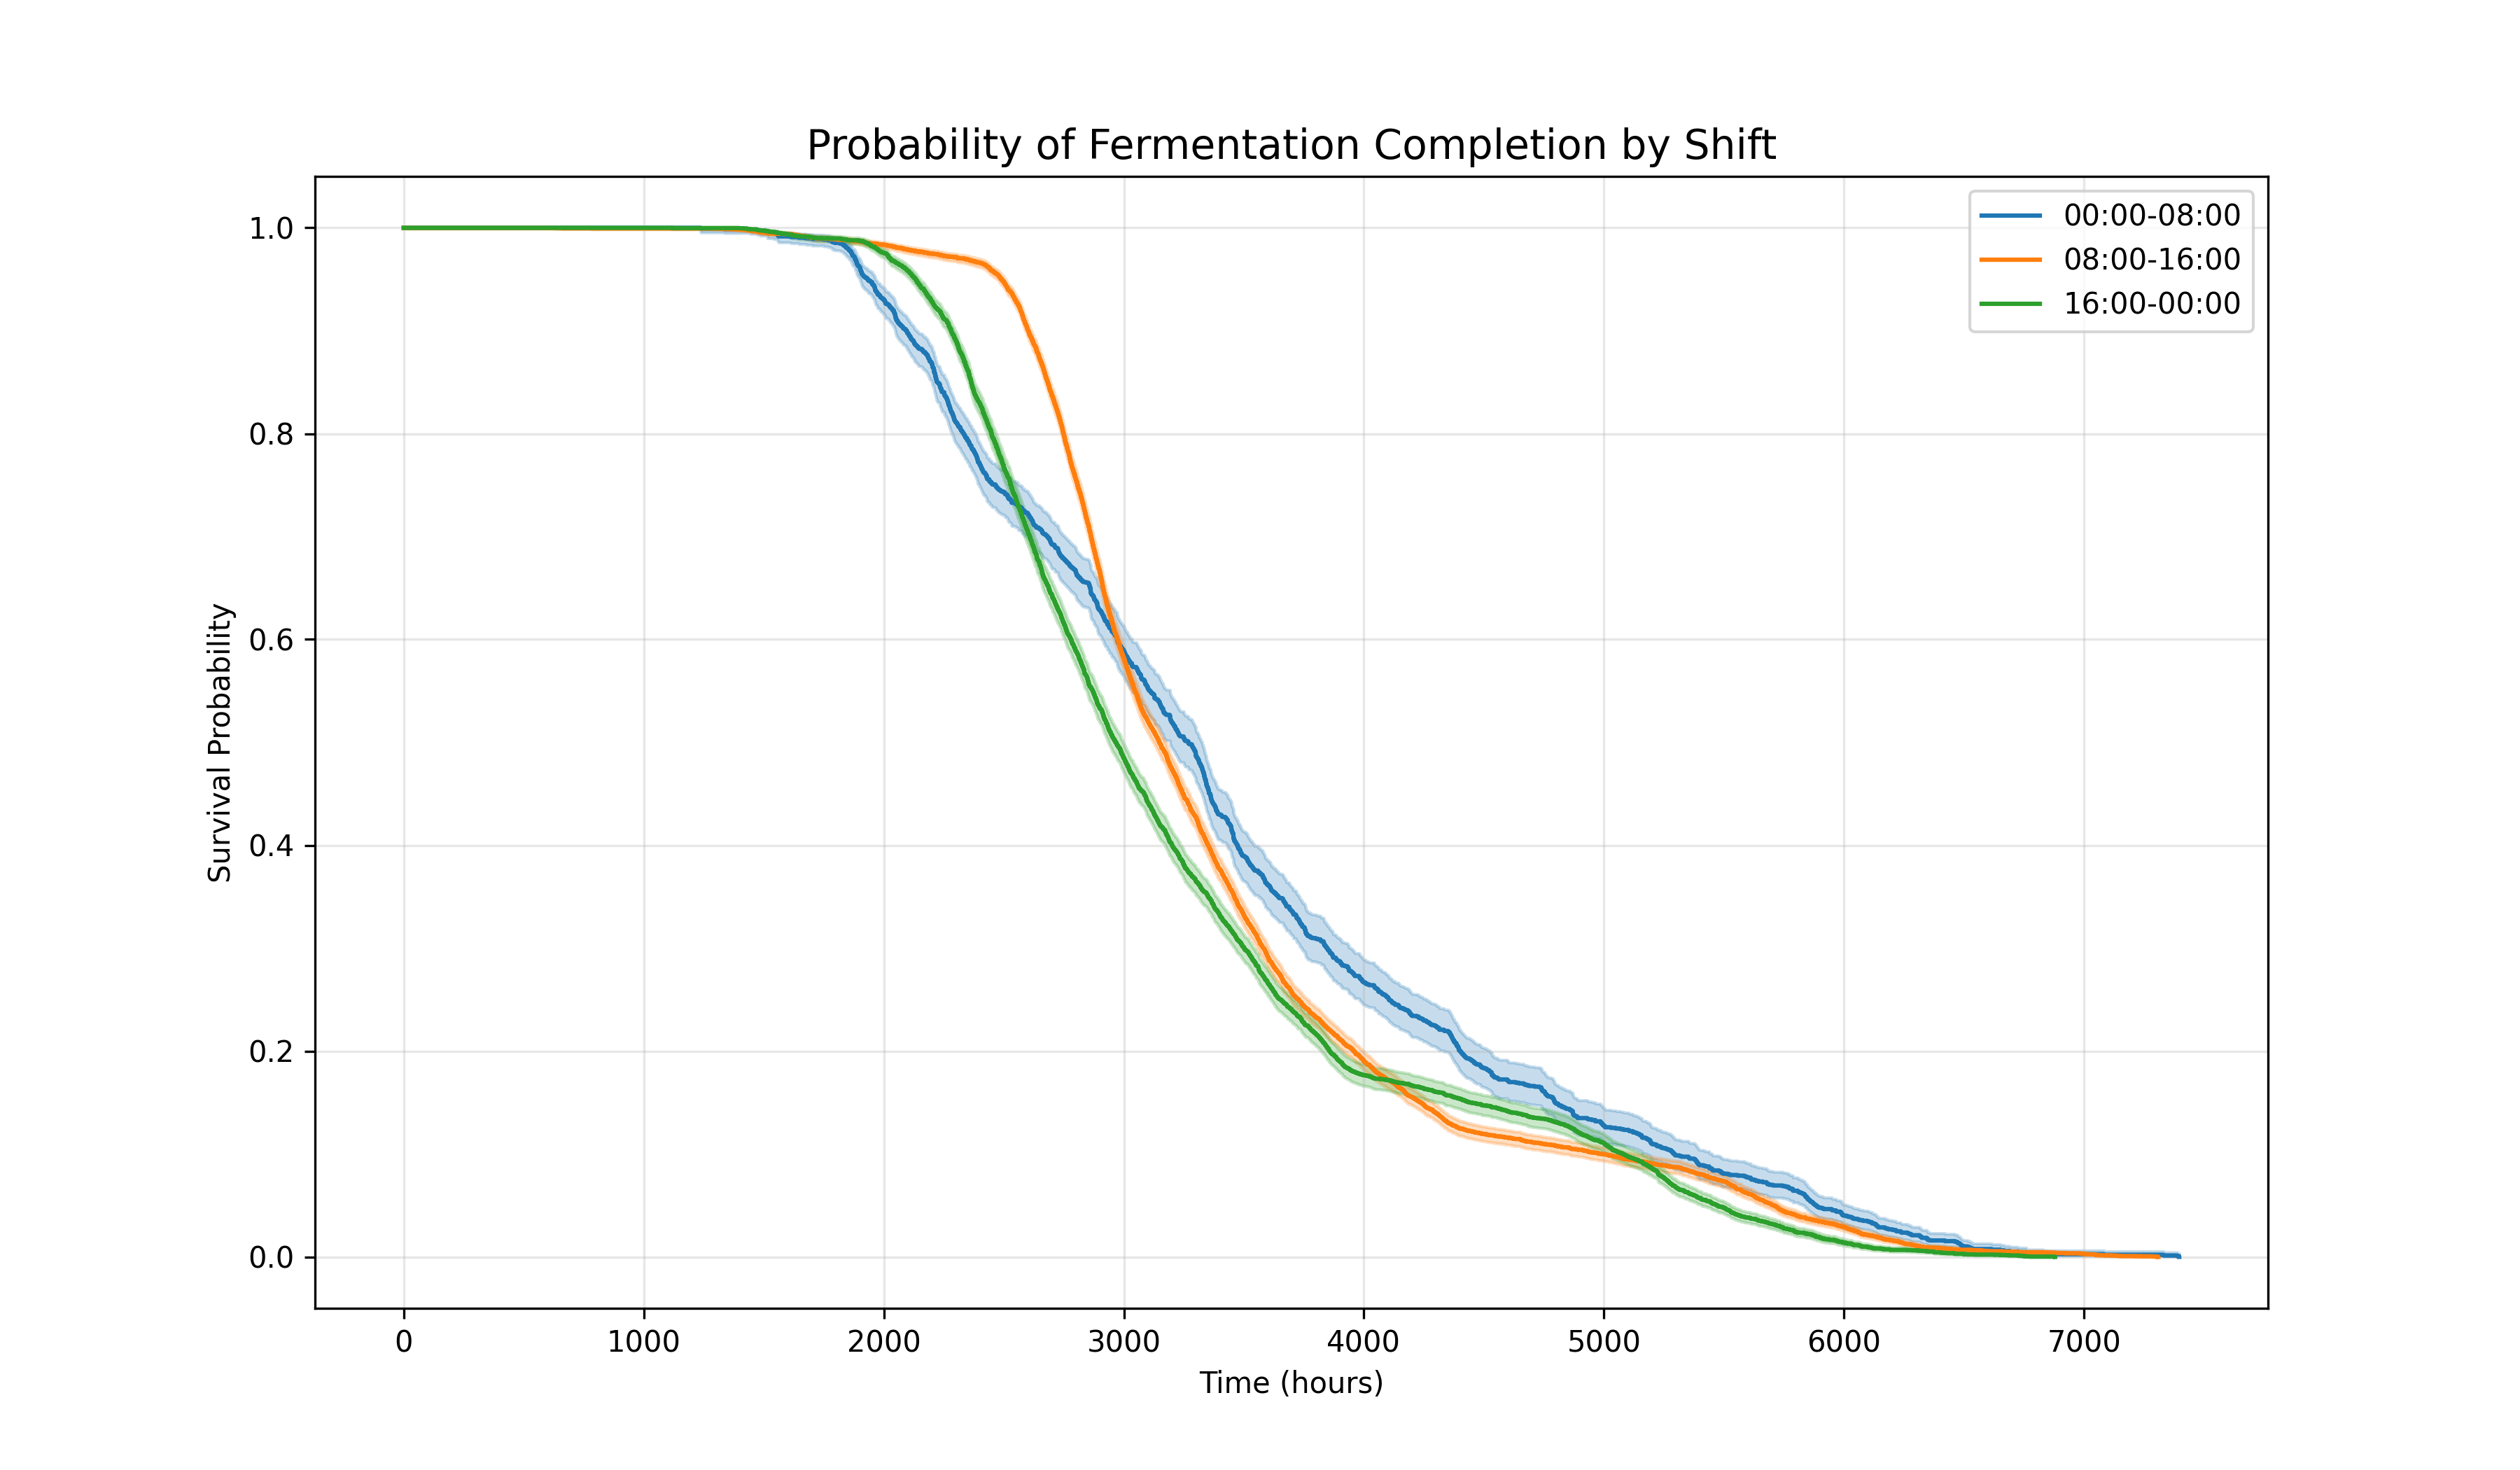 Probability of Fermentation Completion by Shift
00:00-08:00
08:00-16:00
16:00-00:00
Survival Probability
1.0
0.8
0.6
0.4
0.2
0.0
0 1000 2000 3000 4000 5000 6000 7000
Time (hours)